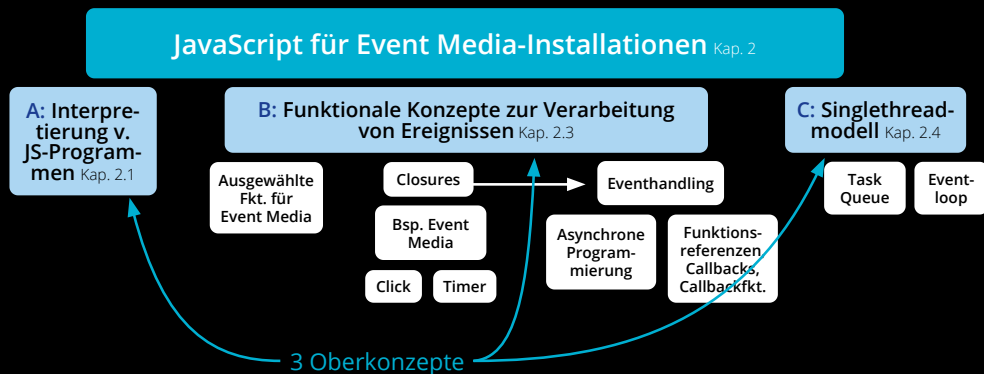 JavaScript für Event Media-Installationen Kap. 2
A: Interpre-
tierung v.
JS-Program-
men Kap. 2.1
B: Funktionale Konzepte zur Verarbeitung
von Ereignissen Kap. 2.3
C: Singlethread-
modell Kap. 2.4
Ausgewählte
Fkt. für
Event Media
Closures
Eventhandling
Bsp. Event
Media
Click
Timer
Asynchrone
Program-
mierung
Funktions-
referenzen,
Callbacks,
Callbackfkt.
Task
Queue
Event-
loop
3 Oberkonzepte